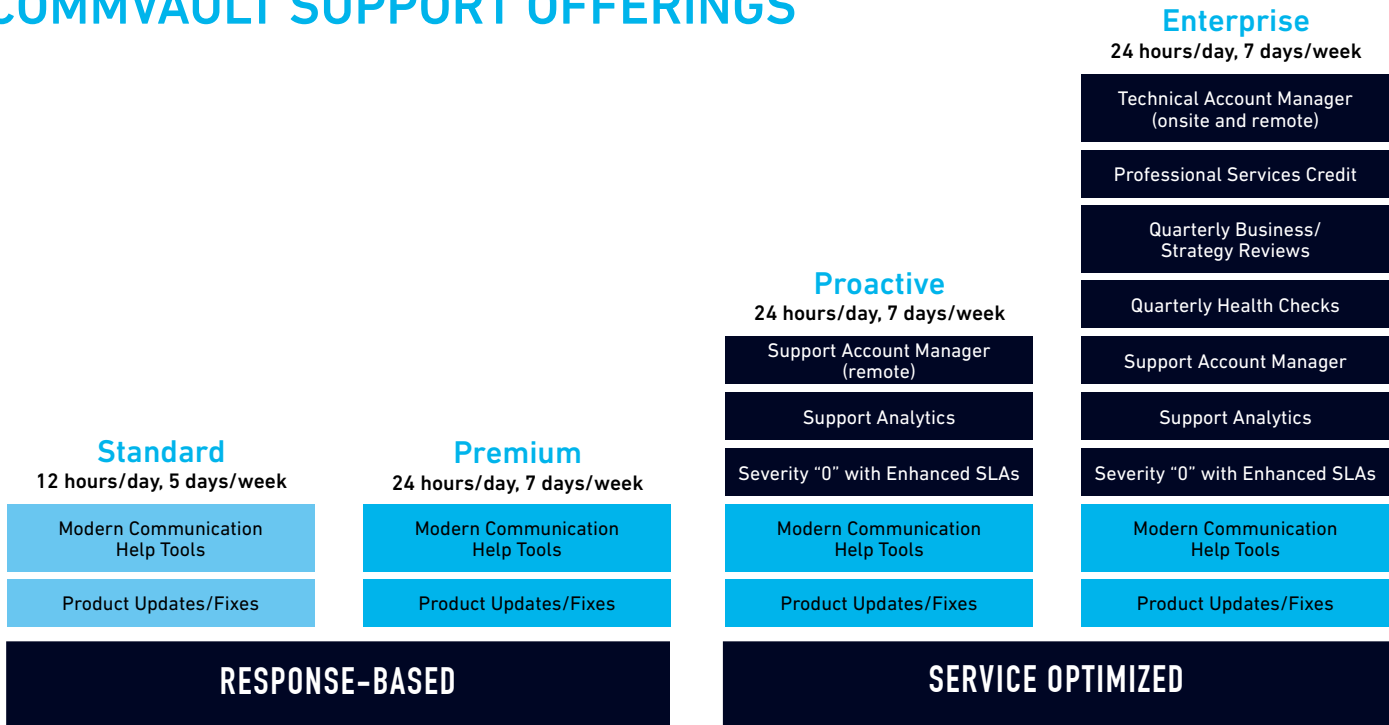 COMMVAULT SUPPORT OFFERINGS
Standard
12 hours/day, 5 days/week
Modern Communication
Help Tools
Product Updates/Fixes
Premium
24 hours/day, 7 days/week
Modern Communication
Help Tools
Product Updates/Fixes
RESPONSE-BASED
Proactive
24 hours/day, 7 days/week
Support Account Manager
(remote)
Support Analytics
Severity “0” with Enhanced SLAs
Modern Communication
Help Tools
Product Updates/Fixes
Enterprise
24 hours/day, 7 days/week
Technical Account Manager
(onsite and remote)
Professional Services Credit
Quarterly Business/
Strategy Reviews
Quarterly Health Checks
Support Account Manager
Support Analytics
Severity “0” with Enhanced SLAs
Modern Communication
Help Tools
Product Updates/Fixes
SERVICE OPTIMIZED